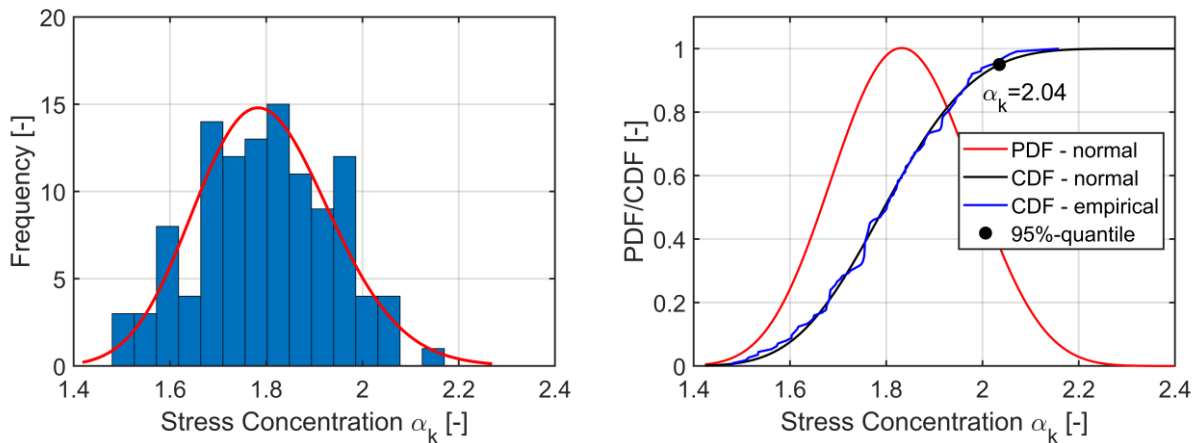 20
15
10
5
0
Frequency [-]
1.4 1.6 1.8 2 2.2 2.4
Stress Concentration αk [-]
1
0.8
0.6
0.4
0.2
0
PDF/CDF [-]
αk=2.04
PDF - normal
CDF - normal
CDF - empirical
95%-quantile
1.4 1.6 1.8 2 2.2 2.4
Stress Concentration αk [-]